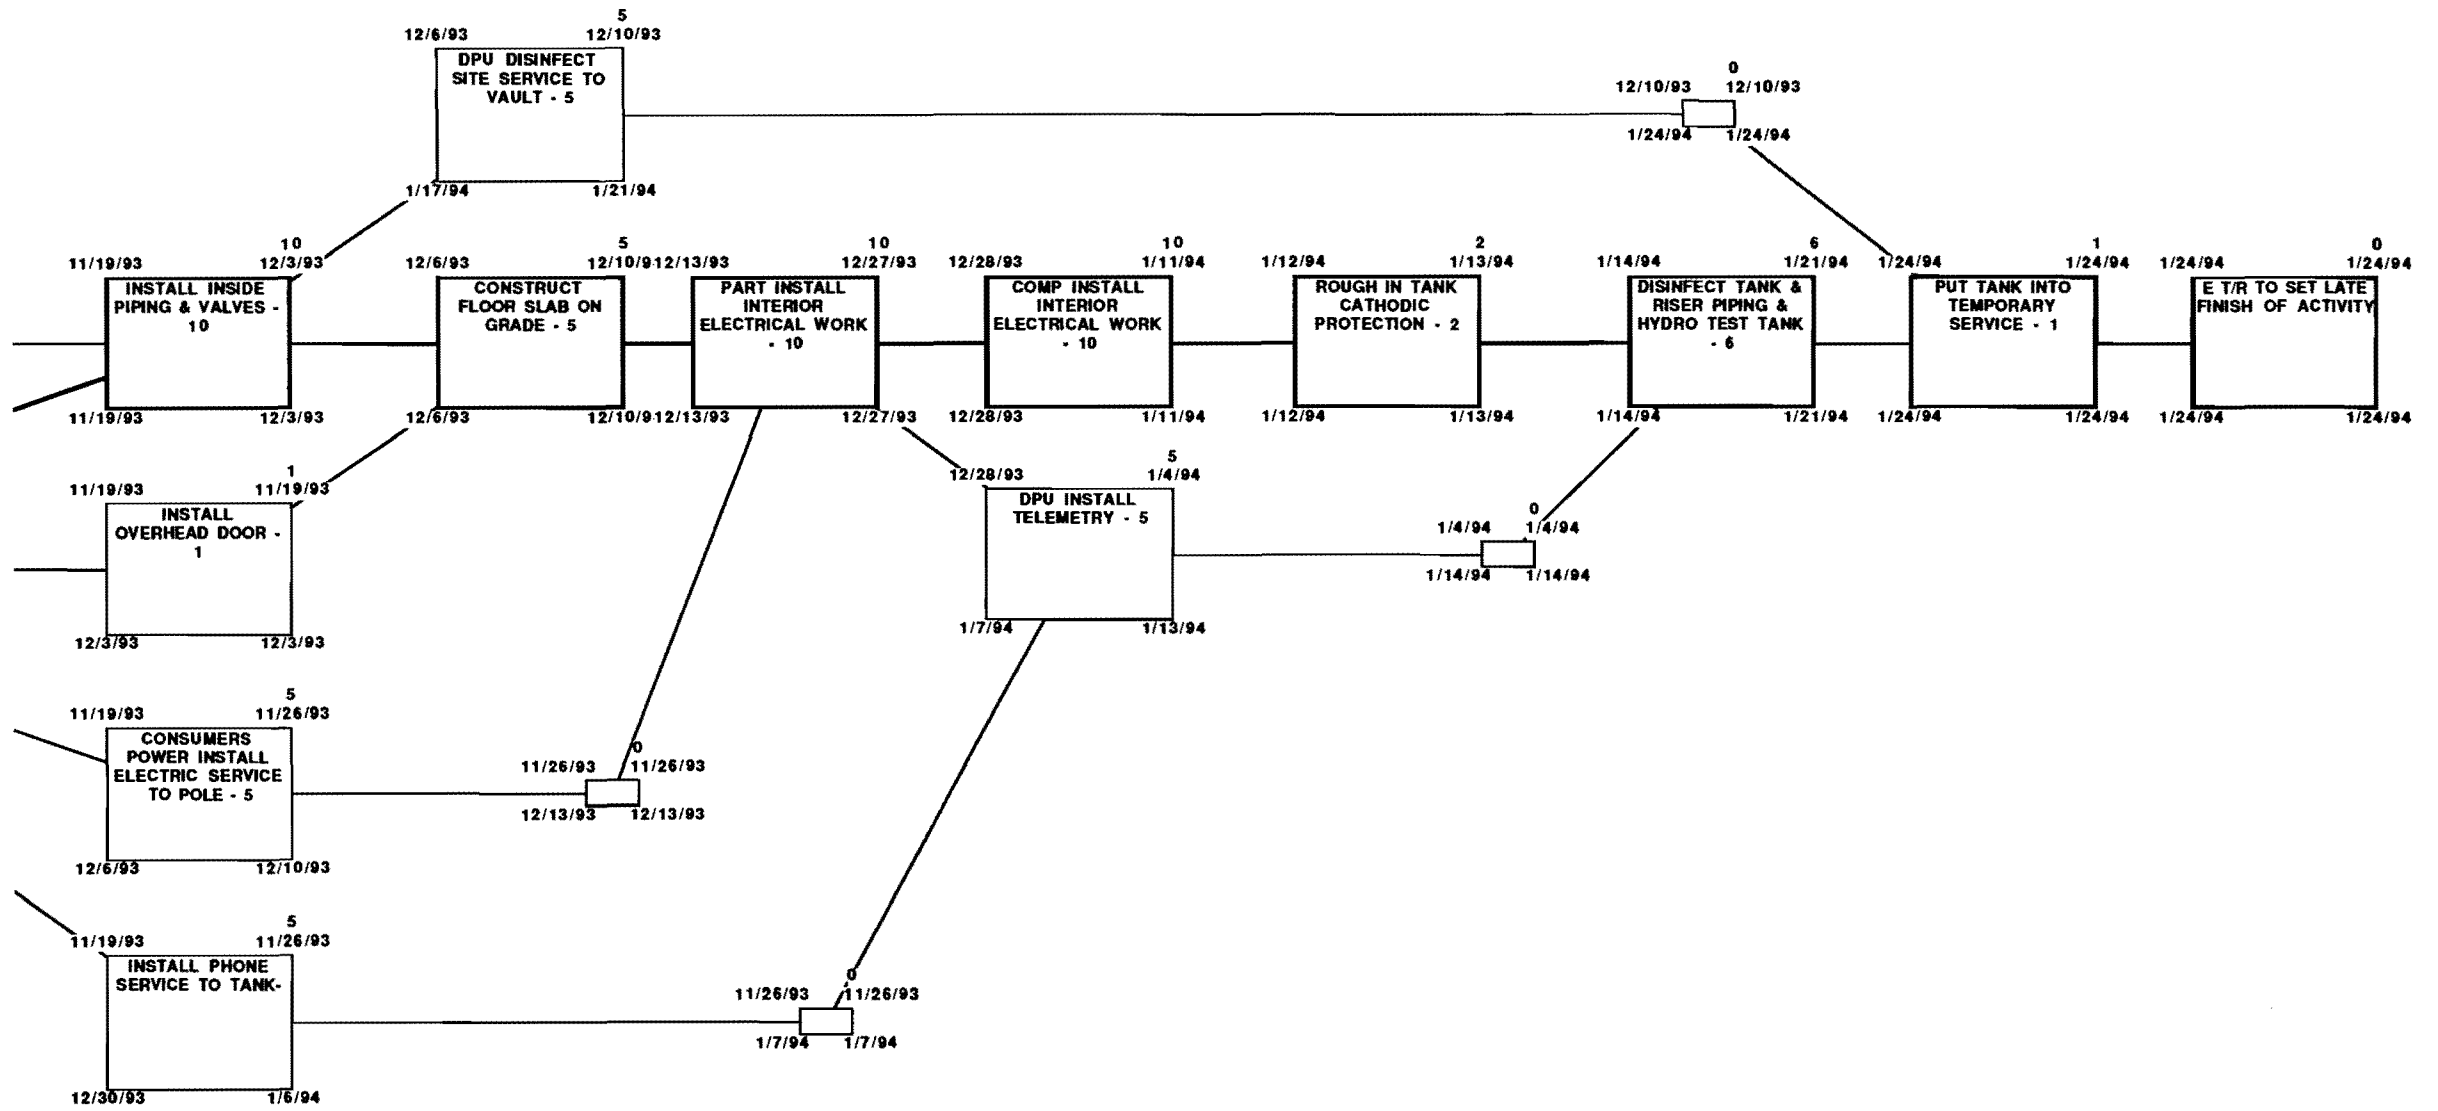 5
12/6/93 12/10/93
DPU DISINFECT
SITE SERVICE TO
VAULT - 5
1/17/94 1/21/94
0
12/10/93 12/10/93
1/24/94 1/24/94
10
11/19/93 12/3/93
INSTALL INSIDE
PIPING & VALVES -
10
11/19/93 12/3/93
5
12/6/93 12/10/9
CONSTRUCT
FLOOR SLAB ON
GRADE - 5
12/6/93 12/10/9
10
12/13/93 12/27/93
PART INSTALL
INTERIOR
ELECTRICAL WORK
- 10
12/13/93 12/27/93
10
12/28/93 1/11/94
COMP INSTALL
INTERIOR
ELECTRICAL WORK
- 10
12/28/93 1/11/94
2
1/12/94 1/13/94
ROUGH IN TANK
CATHODIC
PROTECTION - 2
1/12/94 1/13/94
6
1/14/94 1/21/94
DISINFECT TANK &
RISER PIPING &
HYDRO TEST TANK
- 6
1/14/94 1/21/94
1
1/24/94 1/24/94
PUT TANK INTO
TEMPORARY
SERVICE - 1
1/24/94 1/24/94
0
1/24/94 1/24/94
E T/R TO SET LATE
FINISH OF ACTIVITY
1/24/94 1/24/94
1
11/19/93 11/19/93
INSTALL
OVERHEAD DOOR -
1
12/3/93 12/3/93
5
12/28/93 1/4/94
DPU INSTALL
TELEMETRY - 5
1/7/94 1/13/94
0
1/4/94 1/4/94
1/14/94 1/14/94
5
11/19/93 11/26/93
CONSUMERS
POWER INSTALL
ELECTRIC SERVICE
TO POLE - 5
12/6/93 12/10/93
0
11/26/93 11/26/93
12/13/93 12/13/93
5
11/19/93 11/26/93
INSTALL PHONE
SERVICE TO TANK-
12/30/93 1/6/94
0
11/26/93 11/26/93
1/7/94 1/7/94